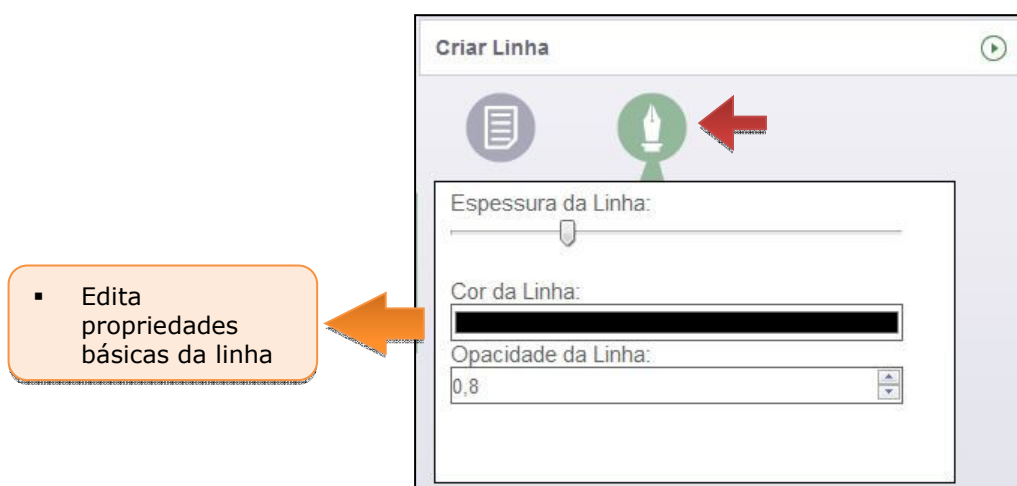 Criar Linha
Espessura da Linha:
Cor da Linha:
Opacidade da Linha:
0,8
▪ Edita
propriedades
básicas da linha